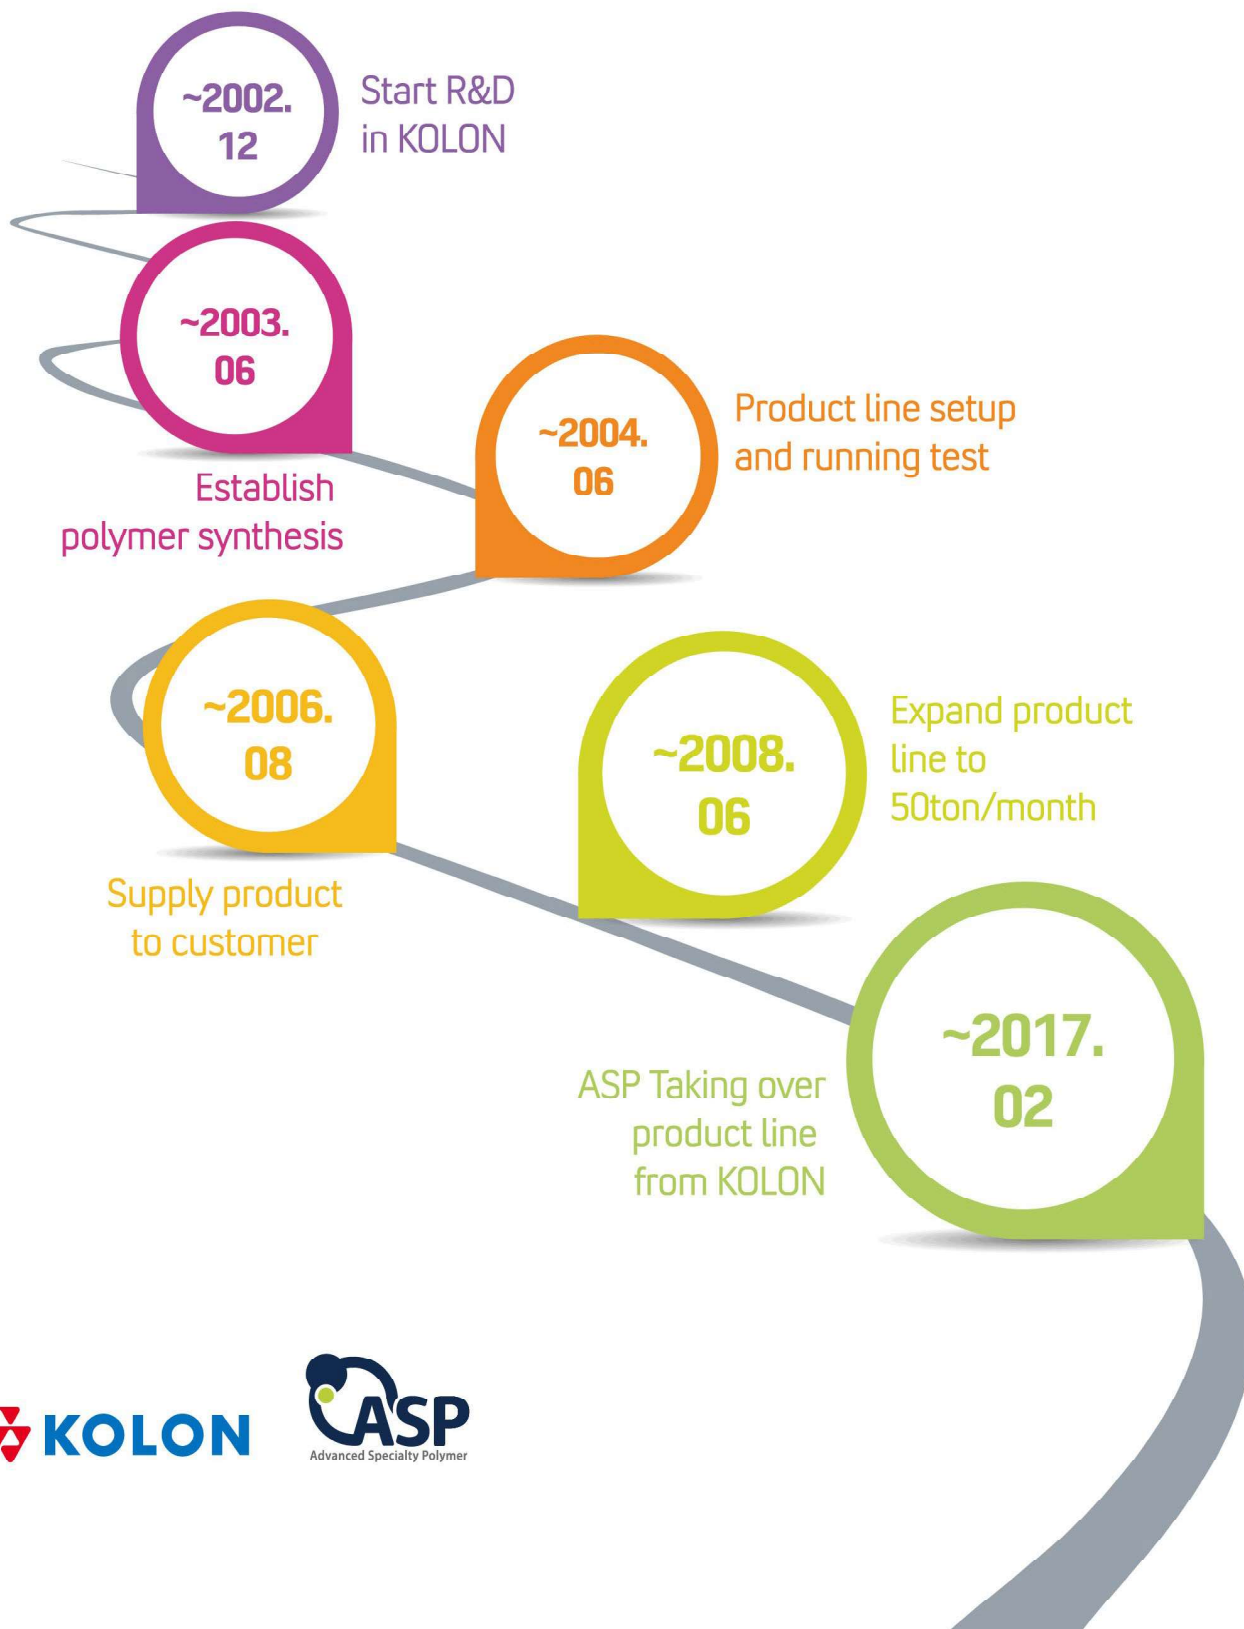 ~2002.
12
Start R&D
in KOLON
~2003.
06
Establish
polymer synthesis
~2004.
06
Product line setup
and running test
~2006.
08
Supply product
to customer
~2008.
06
Expand product
line to
50ton/month
~2017.
02
ASP Taking over
product line
from KOLON
KOLON
ASP
Advanced Specialty Polymer